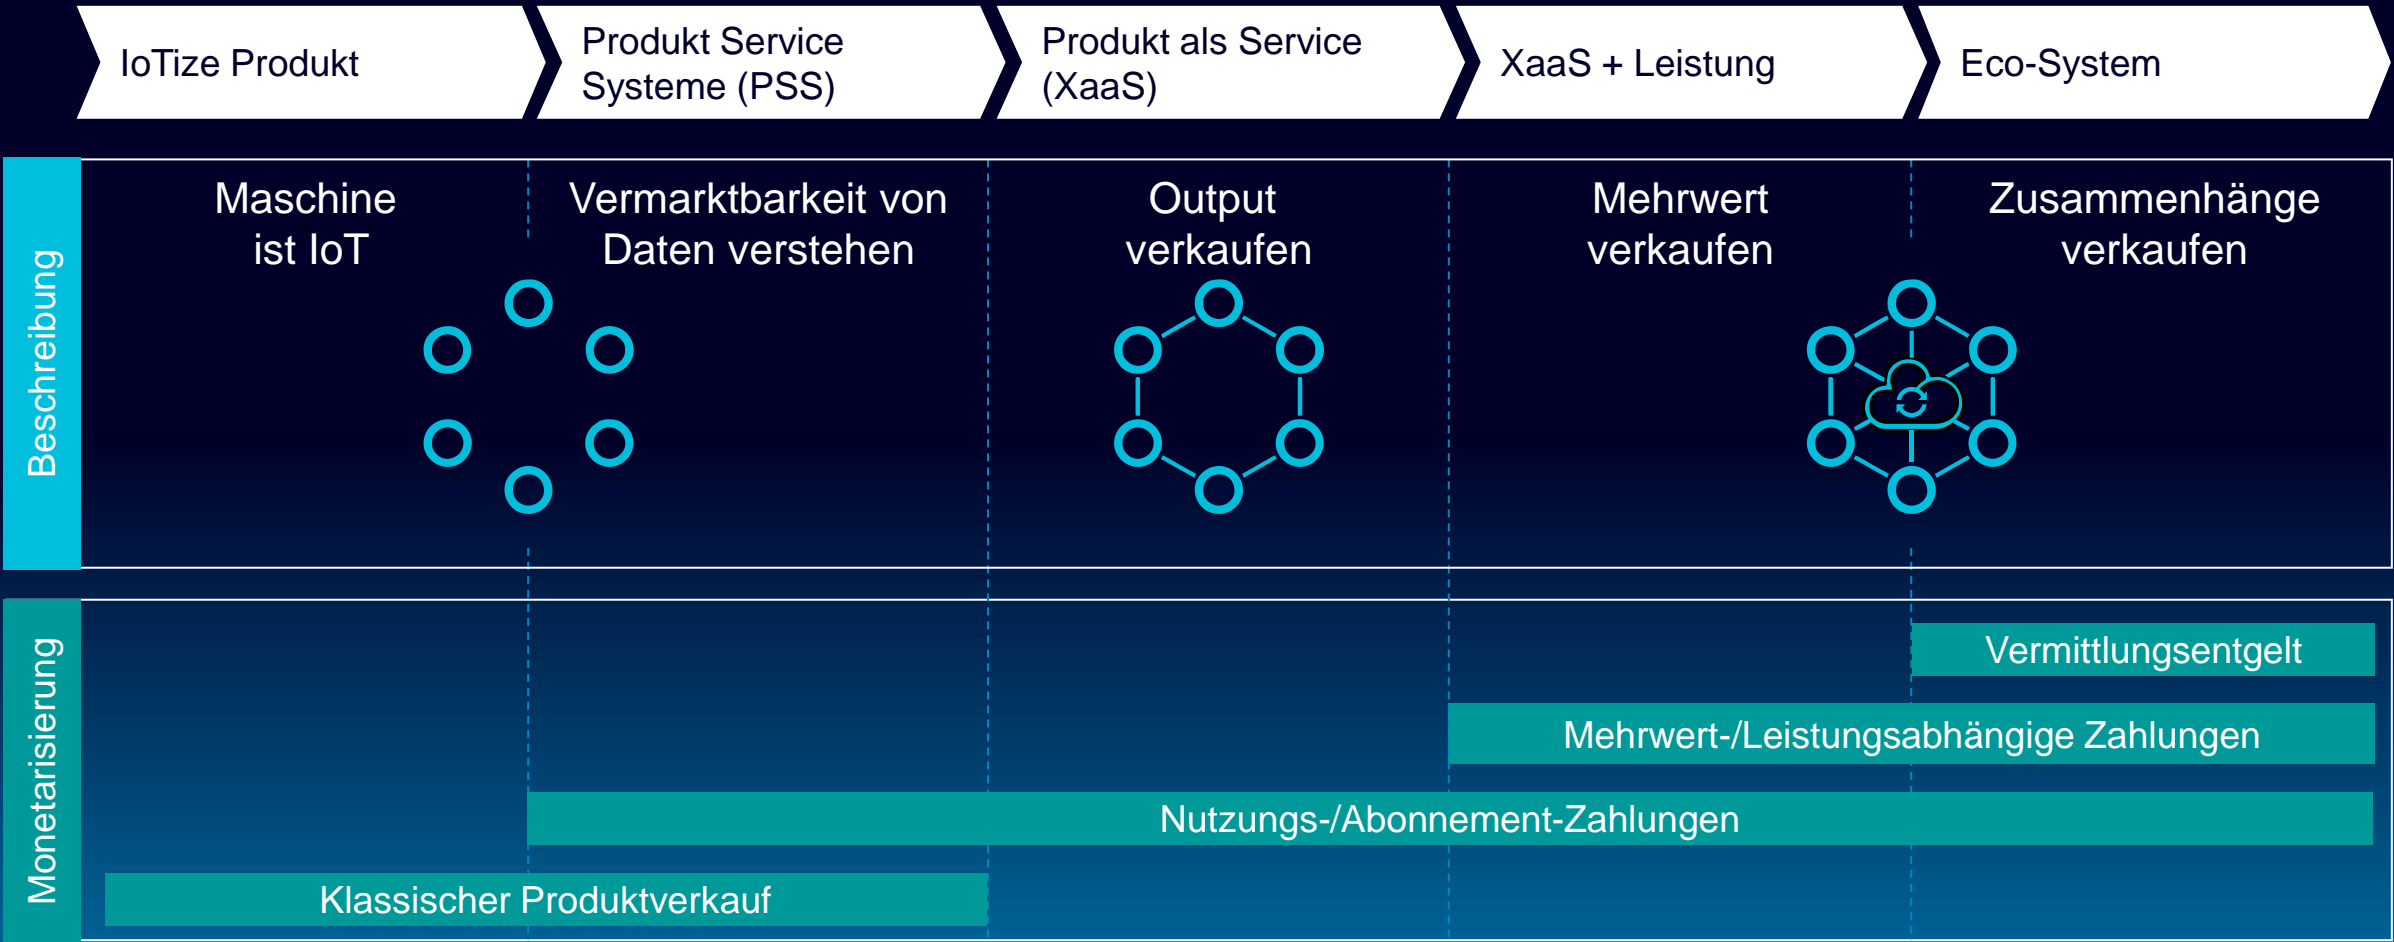 IoTize Produkt
Produkt Service
Systeme (PSS)
Produkt als Service
(XaaS)
XaaS + Leistung
Eco-System
Beschreibung
Maschine
ist IoT
Vermarktbarkeit von
Daten verstehen
Output
verkaufen
Mehrwert
verkaufen
Zusammenhänge
verkaufen
Monetarisierung
Vermittlungsentgelt
Mehrwert-/Leistungsabhängige Zahlungen
Nutzungs-/Abonnement-Zahlungen
Klassischer Produktverkauf